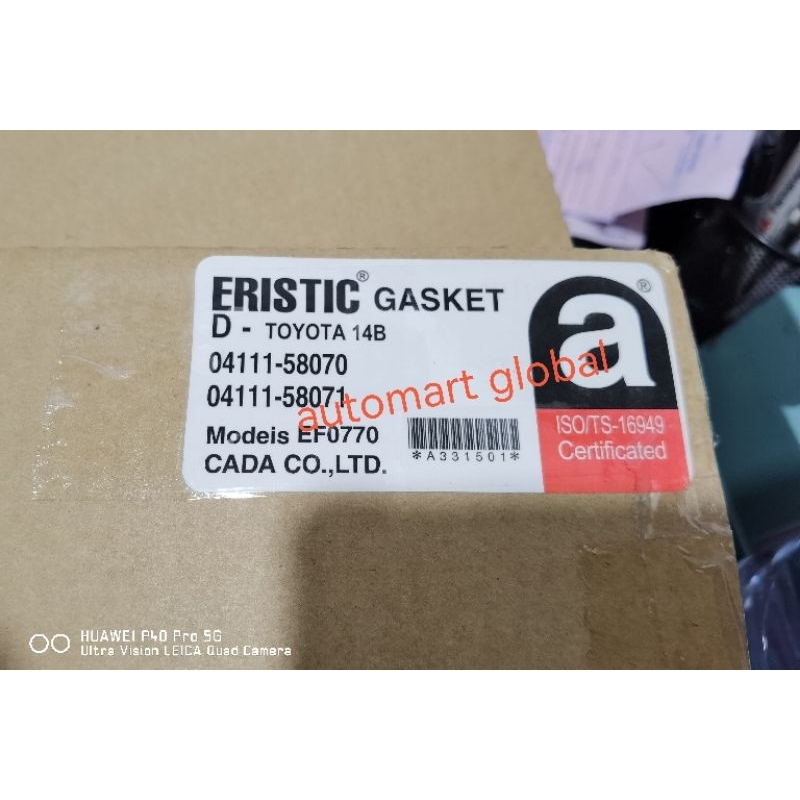 ERISTIC® GASKET
D - TOYOTA 14B
04111-58070
04111-58071
automart global
Modeis EF0770
CADA CO.,LTD.
*A331501*
a®
ISO/TS-16949
Certificated
HUAWEI P40 Pro 5G
Ultra Vision LEICA Quad Camera